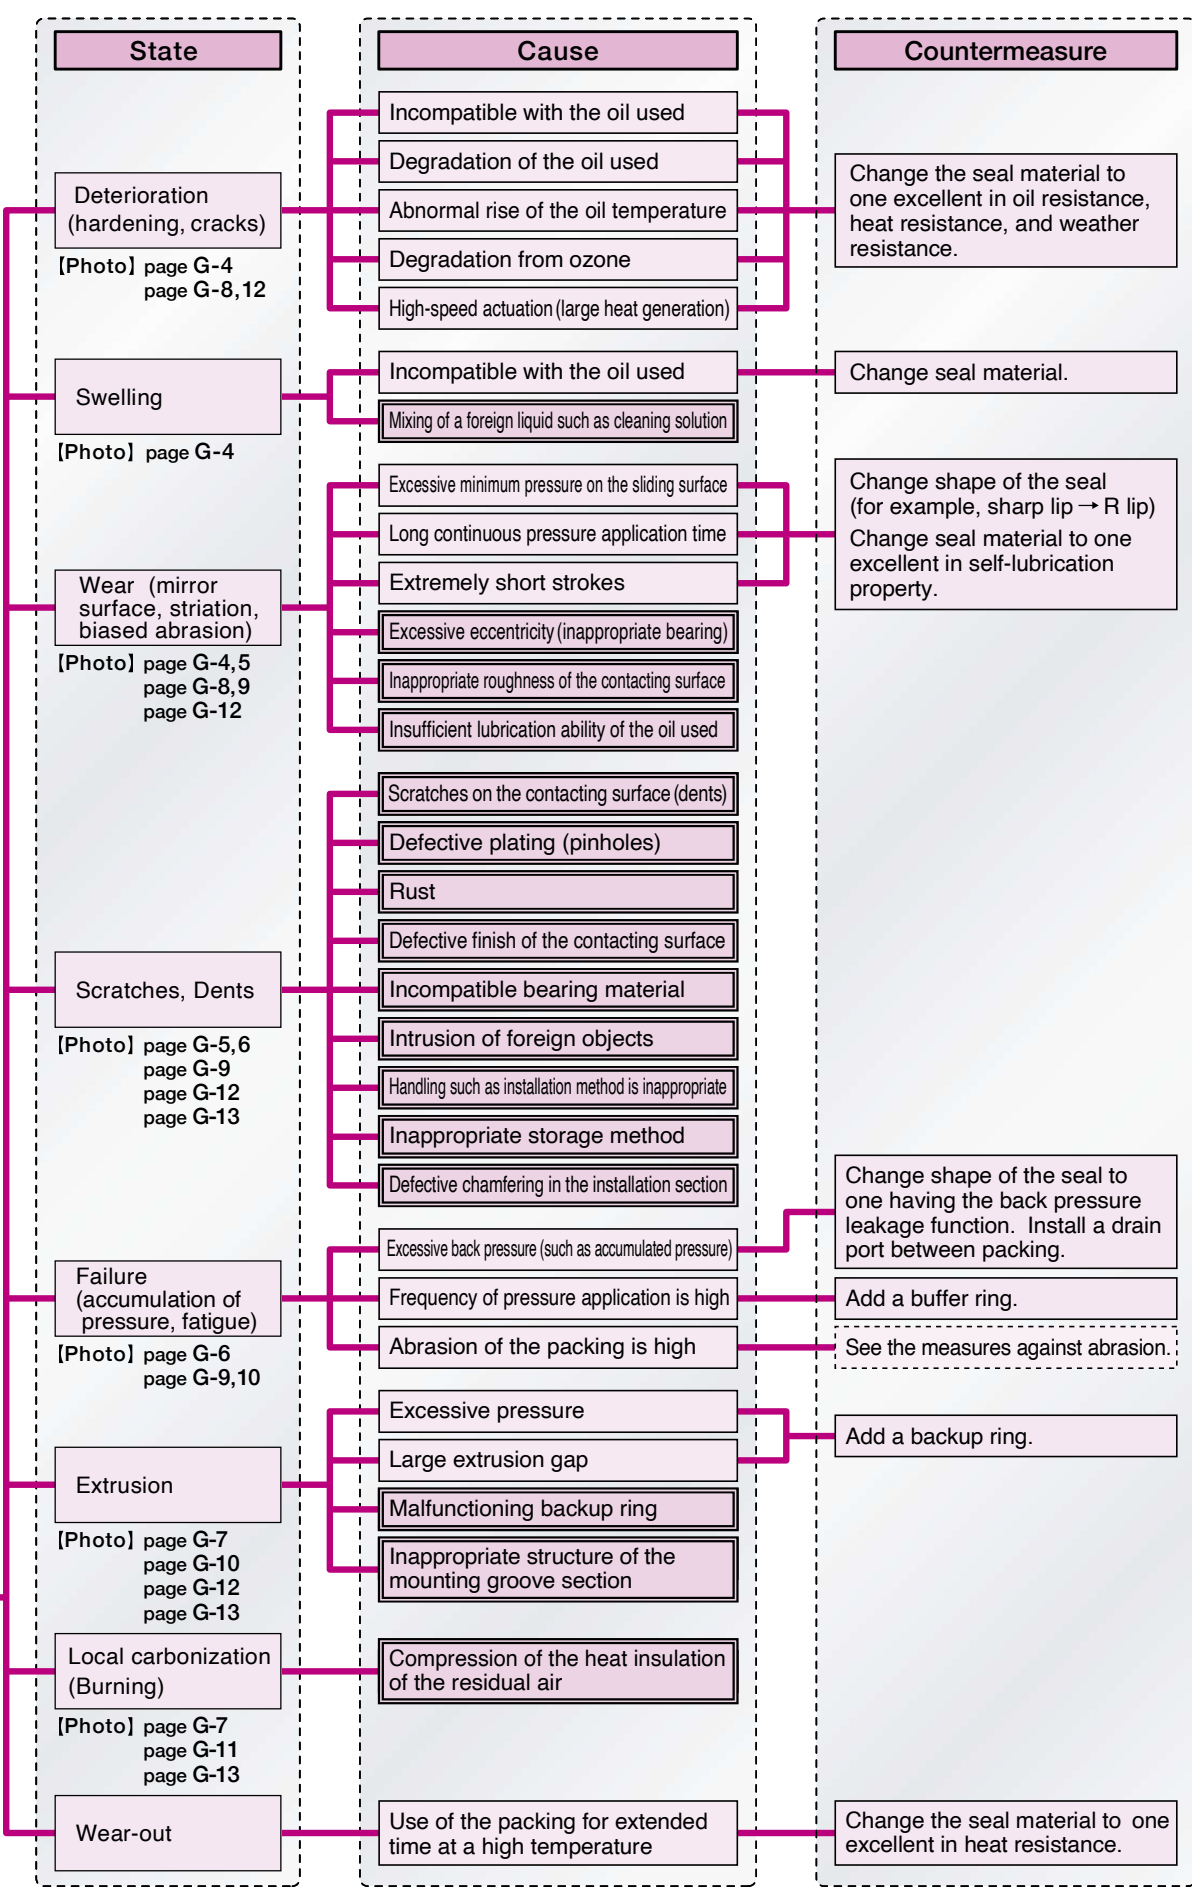 State
Cause
Countermeasure
Incompatible with the oil used
Degradation of the oil used
Deterioration
(hardening, cracks)
Abnormal rise of the oil temperature
Change the seal material to
one excellent in oil resistance,
heat resistance, and weather
resistance.
Degradation from ozone
【Photo】 page G-4
page G-8,12
High-speed actuation (large heat generation)
Swelling
Incompatible with the oil used
Change seal material.
Mixing of a foreign liquid such as cleaning solution
【Photo】 page G-4
Excessive minimum pressure on the sliding surface
Long continuous pressure application time
Extremely short strokes
Change shape of the seal
(for example, sharp lip → R lip)
Change seal material to one
excellent in self-lubrication
property.
Wear (mirror
surface, striation,
biased abrasion)
Excessive eccentricity (inappropriate bearing)
【Photo】 page G-4,5
page G-8,9
page G-12
Inappropriate roughness of the contacting surface
Insufficient lubrication ability of the oil used
Scratches on the contacting surface (dents)
Defective plating (pinholes)
Rust
Defective finish of the contacting surface
Scratches, Dents
Incompatible bearing material
【Photo】 page G-5,6
page G-9
page G-12
page G-13
Intrusion of foreign objects
Handling such as installation method is inappropriate
Inappropriate storage method
Defective chamfering in the installation section
Change shape of the seal to
one having the back pressure
leakage function. Install a drain
port between packing.
Excessive back pressure (such as accumulated pressure)
Failure
(accumulation of
pressure, fatigue)
Frequency of pressure application is high
Add a buffer ring.
Abrasion of the packing is high
See the measures against abrasion.
【Photo】 page G-6
page G-9,10
Excessive pressure
Add a backup ring.
Large extrusion gap
Extrusion
Malfunctioning backup ring
【Photo】 page G-7
page G-10
page G-12
page G-13
Inappropriate structure of the
mounting groove section
Local carbonization
(Burning)
Compression of the heat insulation
of the residual air
【Photo】 page G-7
page G-11
page G-13
Wear-out
Use of the packing for extended
time at a high temperature
Change the seal material to one
excellent in heat resistance.